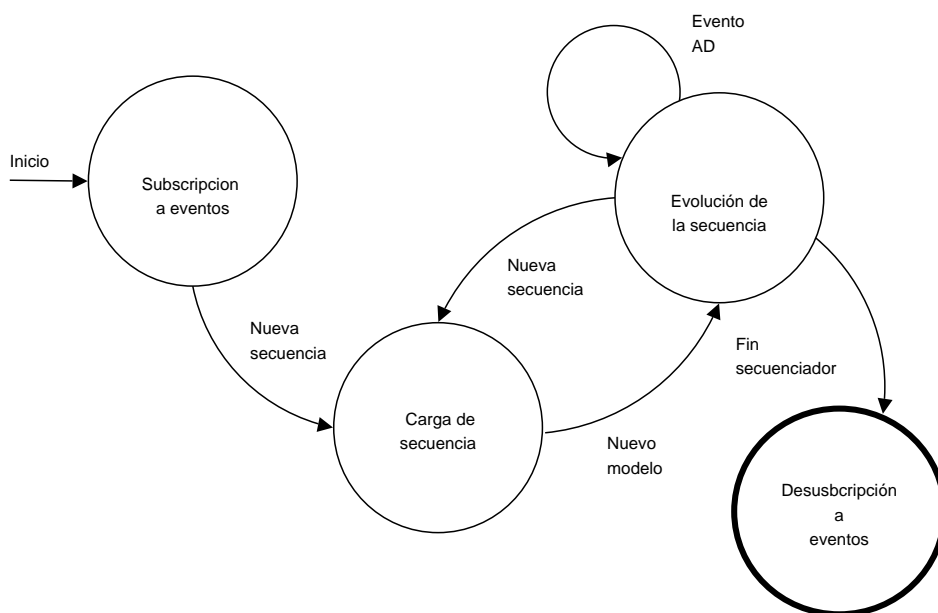 Evento
AD
Inicio
Subscripcion
a eventos
Evolución de
la secuencia
Nueva
secuencia
Nueva
secuencia
Fin
secuenciador
Carga de
secuencia
Nuevo
modelo
Desusbcripción
a
eventos